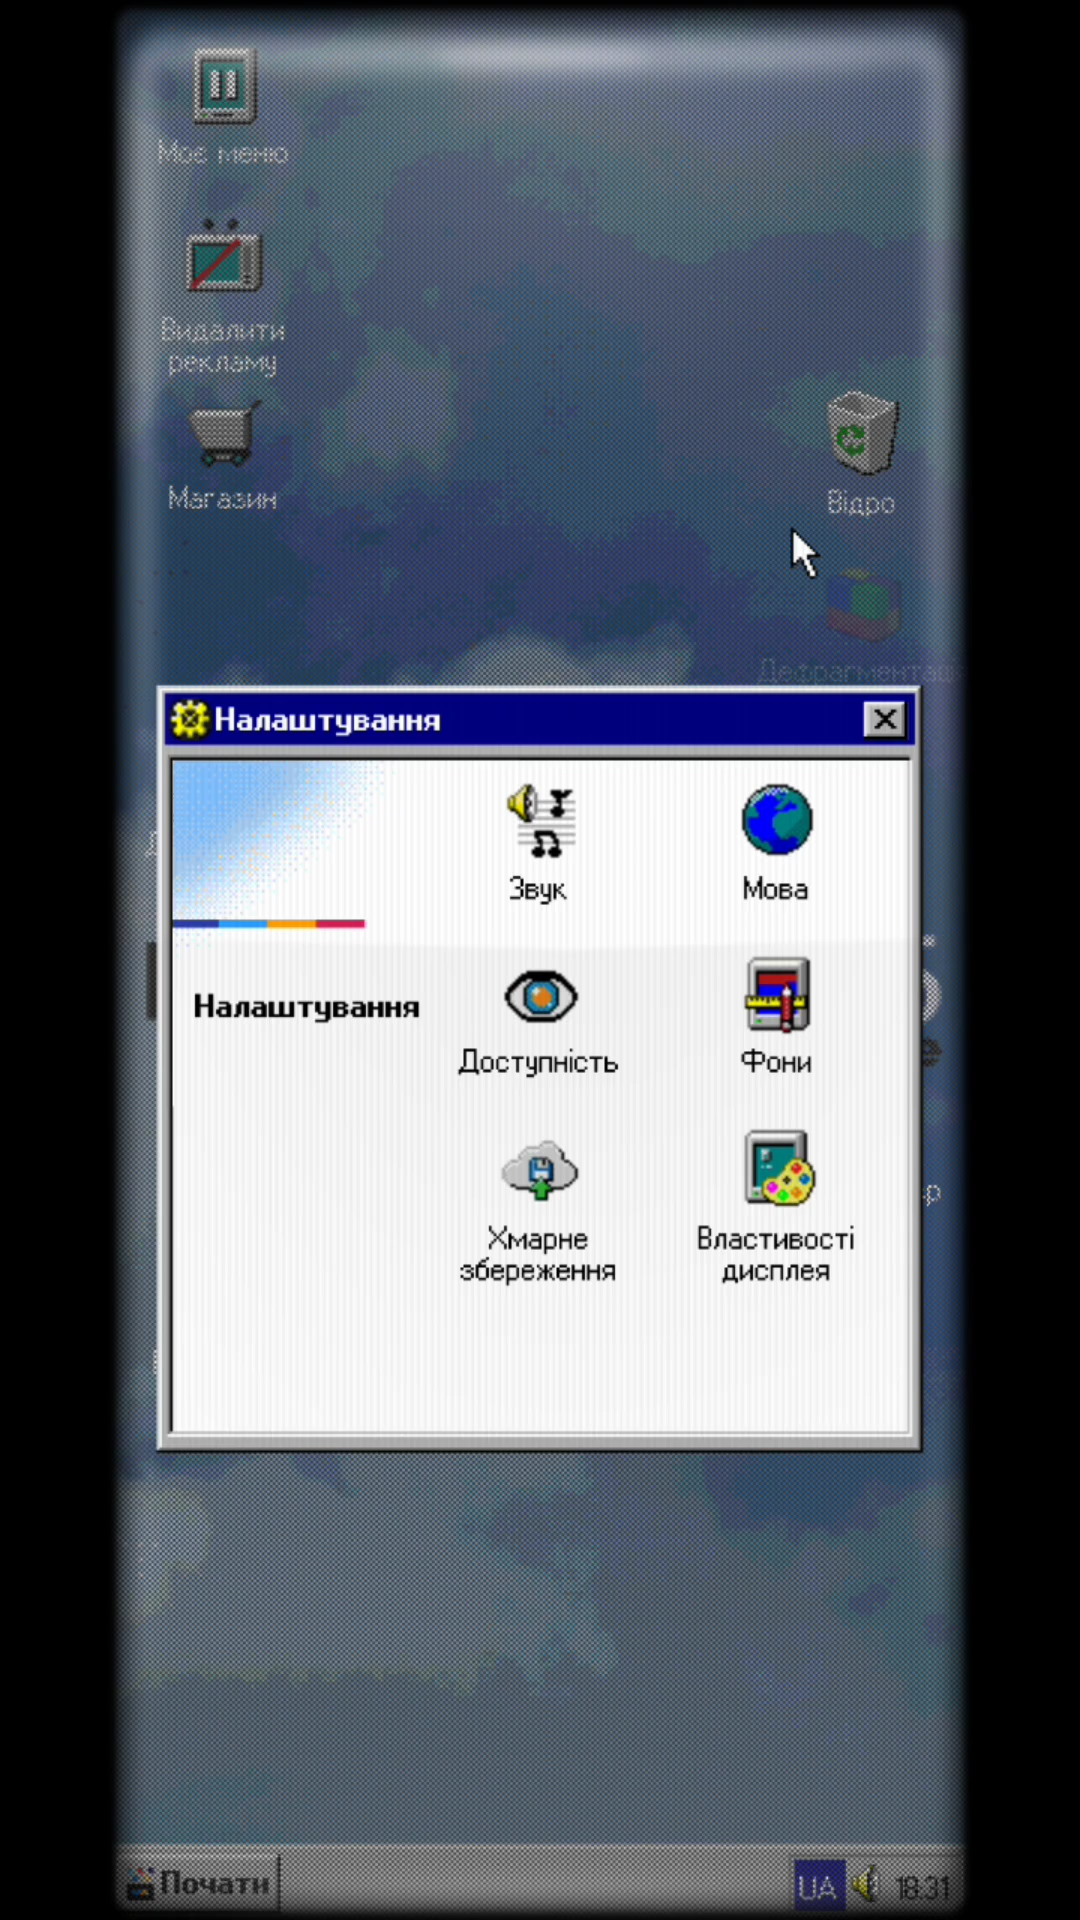 Моє меню
Видалити
рекламу
Магазин
Відро
Налаштування
Звук
Мова
Налаштування
Доступність
Фони
Хмарне
збереження
Властивості
дисплея
Почати
UA
18:31